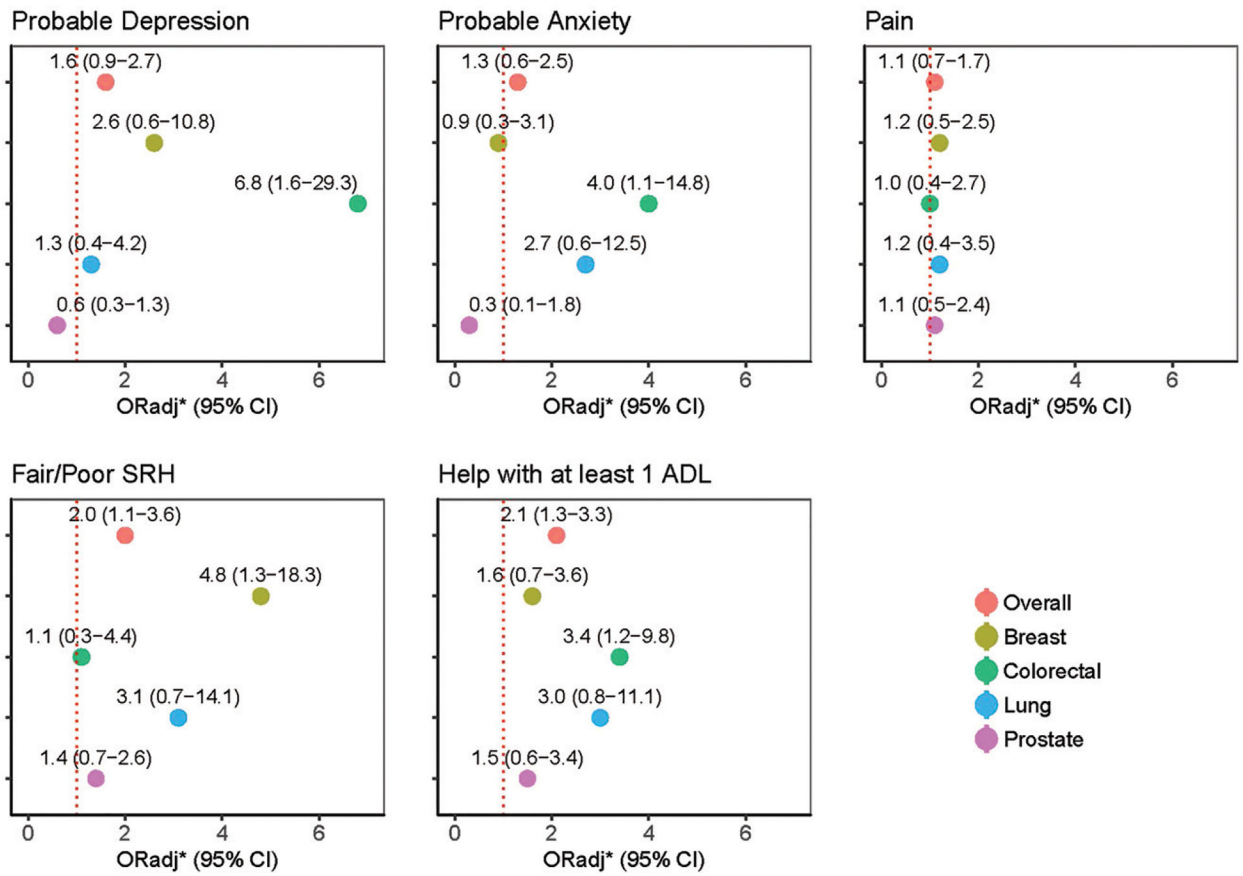 Probable Depression
1.6 (0.9−2.7)
2.6 (0.6−10.8)
6.8 (1.6−29.3)
1.3 (0.4−4.2)
0.6 (0.3−1.3)
0 2 4 6
ORadj* (95% CI)
Probable Anxiety
1.3 (0.6−2.5)
0.9 (0.3−3.1)
4.0 (1.1−14.8)
2.7 (0.6−12.5)
0.3 (0.1−1.8)
0 2 4 6
ORadj* (95% CI)
Pain
1.1 (0.7−1.7)
1.2 (0.5−2.5)
1.0 (0.4−2.7)
1.2 (0.4−3.5)
1.1 (0.5−2.4)
0 2 4 6
ORadj* (95% CI)
Fair/Poor SRH
2.0 (1.1−3.6)
4.8 (1.3−18.3)
1.1 (0.3−4.4)
3.1 (0.7−14.1)
1.4 (0.7−2.6)
0 2 4 6
ORadj* (95% CI)
Help with at least 1 ADL
2.1 (1.3−3.3)
1.6 (0.7−3.6)
3.4 (1.2−9.8)
3.0 (0.8−11.1)
1.5 (0.6−3.4)
0 2 4 6
ORadj* (95% CI)
Overall
Breast
Colorectal
Lung
Prostate